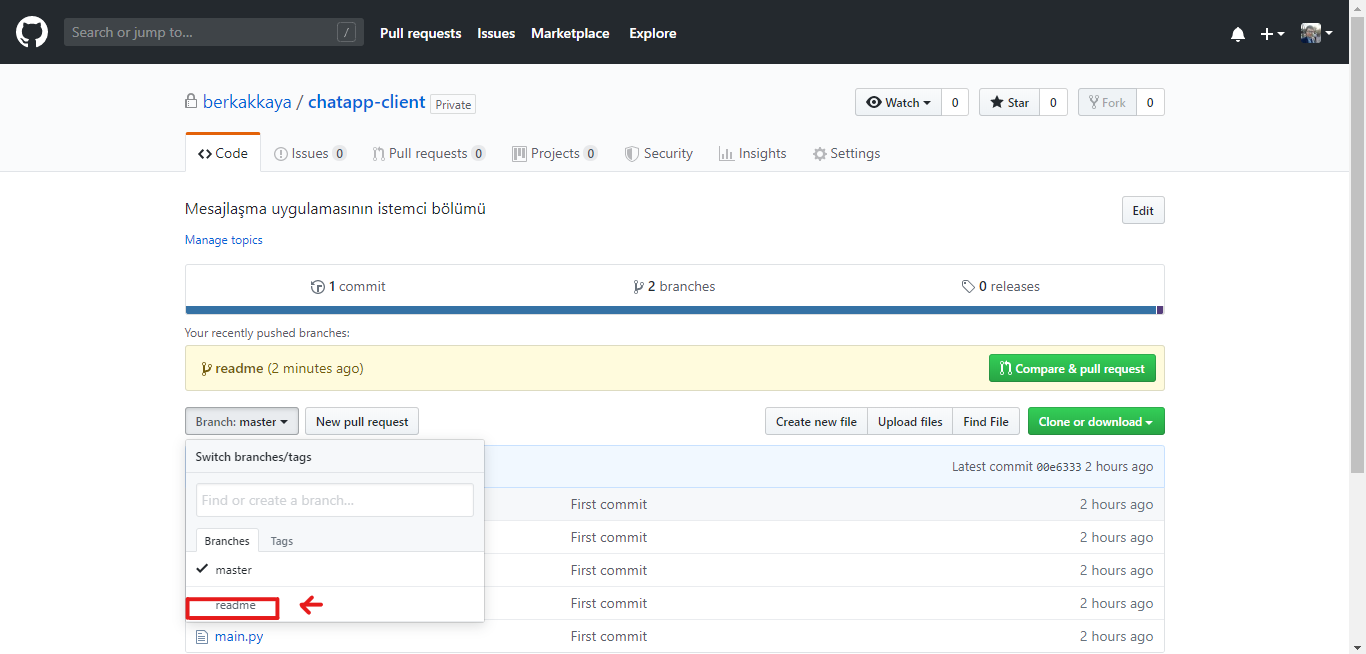 Search or jump to... / Pull requests Issues Marketplace Explore
berkakkaya / chatapp-client Private Watch 0 Star 0 Fork 0
Code Issues 0 Pull requests 0 Projects 0 Security Insights Settings
Mesajlaşma uygulamasının istemci bölümü Edit
Manage topics
1 commit 2 branches 0 releases
Your recently pushed branches:
readme (2 minutes ago) Compare & pull request
Branch: master New pull request Create new file Upload files Find File Clone or download
Switch branches/tags
Latest commit 00e6333 2 hours ago
Find or create a branch...
First commit 2 hours ago
Branches Tags
First commit 2 hours ago
master
First commit 2 hours ago
readme
First commit 2 hours ago
main.py First commit 2 hours ago